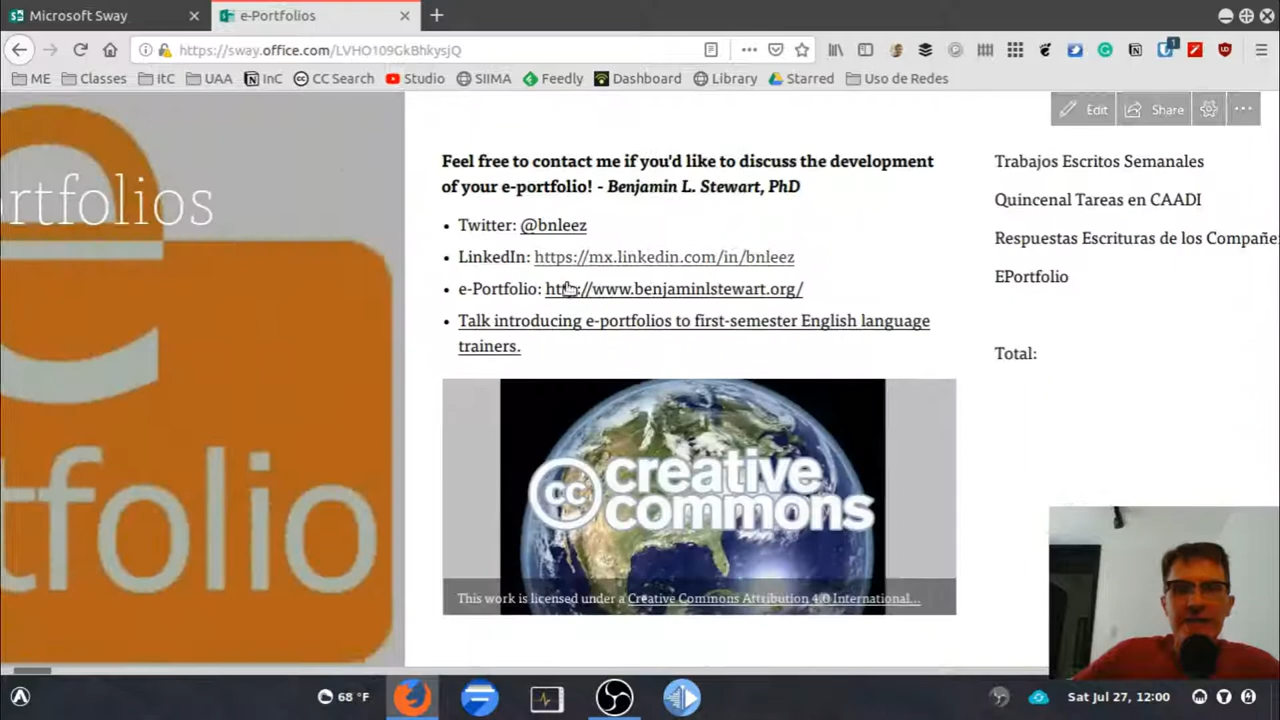 Microsoft Sway
e-Portfolios
https://sway.office.com/LVHO109GkBhkysjQ
ME
Classes
ItC
UAA
InC
CC Search
Studio
SIIMA
Feedly
Dashboard
Library
Starred
Uso de Redes
Edit
Share
rtfolios
tfolio
Feel free to contact me if you'd like to discuss the development
of your e-portfolio! - Benjamin L. Stewart, PhD
• Twitter: @bnleez
• LinkedIn: https://mx.linkedin.com/in/bnleez
• e-Portfolio: http://www.benjaminlstewart.org/
• Talk introducing e-portfolios to first-semester English language
trainers.
cc creative
commons
This work is licensed under a Creative Commons Attribution 4.0 International...
Trabajos Escritos Semanales
Quincenal Tareas en CAADI
Respuestas Escrituras de los Compañe
EPortfolio
Total:
68 °F
Sat Jul 27, 12:00